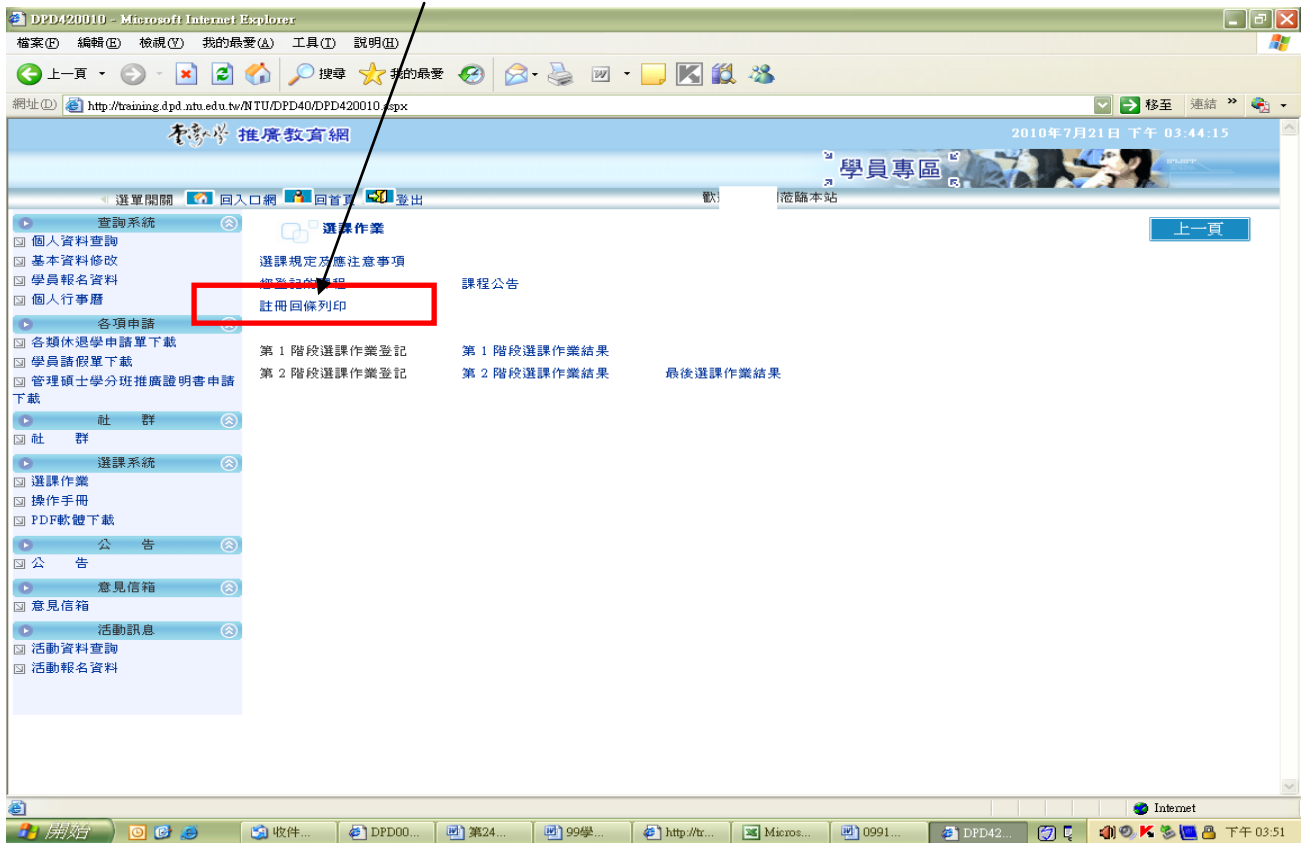 DPD420010 - Microsoft Internet Explorer
檔案(F) 編輯(E) 檢視(V) 我的最愛(A) 工具(T) 說明(H)
上一頁 搜尋 我的最愛
網址(D) http://training.dpd.ntu.edu.tw/NTU/DPD40/DPD420010.aspx 移至 連結 »
推廣教育網
2010年7月21日 下午 03:44:15
學員專區
選單開關 回入口網 回首頁 登出
歡 蒞臨本站
查詢系統
個人資料查詢
基本資料修改
學員報名資料
個人行事曆
各項申請
各類休退學申請單下載
學員請假單下載
管理碩士學分班推廣證明書申請
下載
社 群
社 群
選課系統
選課作業
操作手冊
PDF軟體下載
公 告
公 告
意見信箱
意見信箱
活動訊息
活動資料查詢
活動報名資料
選課作業
上一頁
選課規定及應注意事項
您登記的課程 課程公告
註冊回條列印
第 1 階段選課作業登記 第 1 階段選課作業結果
第 2 階段選課作業登記 第 2 階段選課作業結果 最後選課作業結果
Internet
開始 收件... DPD00... 第24... 99學... http://tr... Micros... 0991... DPD42... 下午 03:51